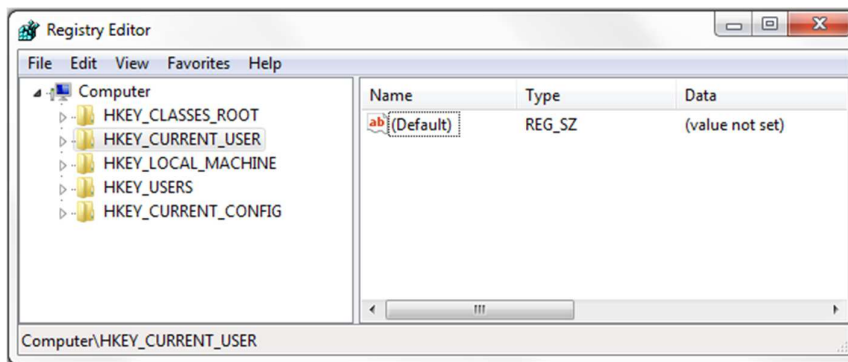 Registry Editor
File Edit View Favorites Help
Computer
HKEY_CLASSES_ROOT
HKEY_CURRENT_USER
HKEY_LOCAL_MACHINE
HKEY_USERS
HKEY_CURRENT_CONFIG
Name Type Data
ab (Default) REG_SZ (value not set)
Computer\HKEY_CURRENT_USER